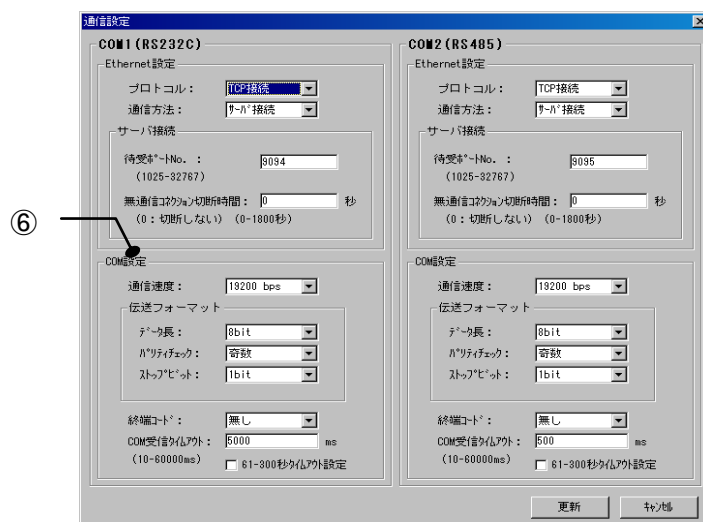 通信設定
COM1(RS232C)
Ethernet設定
プロトコル： TCP接続
通信方法： ｻｰﾊﾞ接続
サーバ接続
待受ﾎﾟｰﾄNo. ： 9094
(1025-32767)
無通信ｺﾈｸｼｮﾝ切断時間： 0 秒
(0：切断しない) (0-1800秒)
⑥
COM設定
通信速度： 19200 bps
伝送フォーマット
ﾃﾞｰﾀ長： 8bit
ﾊﾟﾘﾃｨﾁｪｯｸ： 奇数
ｽﾄｯﾌﾟﾋﾞｯﾄ： 1bit
終端ｺｰﾄﾞ： 無し
COM受信ﾀｲﾑｱｳﾄ： 5000 ms
(10-60000ms) 61-300秒ﾀｲﾑｱｳﾄ設定
COM2(RS485)
Ethernet設定
プロトコル： TCP接続
通信方法： ｻｰﾊﾞ接続
サーバ接続
待受ﾎﾟｰﾄNo. ： 9095
(1025-32767)
無通信ｺﾈｸｼｮﾝ切断時間： 0 秒
(0：切断しない) (0-1800秒)
COM設定
通信速度： 19200 bps
伝送フォーマット
ﾃﾞｰﾀ長： 8bit
ﾊﾟﾘﾃｨﾁｪｯｸ： 奇数
ｽﾄｯﾌﾟﾋﾞｯﾄ： 1bit
終端ｺｰﾄﾞ： 無し
COM受信ﾀｲﾑｱｳﾄ： 500 ms
(10-60000ms) 61-300秒ﾀｲﾑｱｳﾄ設定
更新 ｷｬﾝｾﾙ